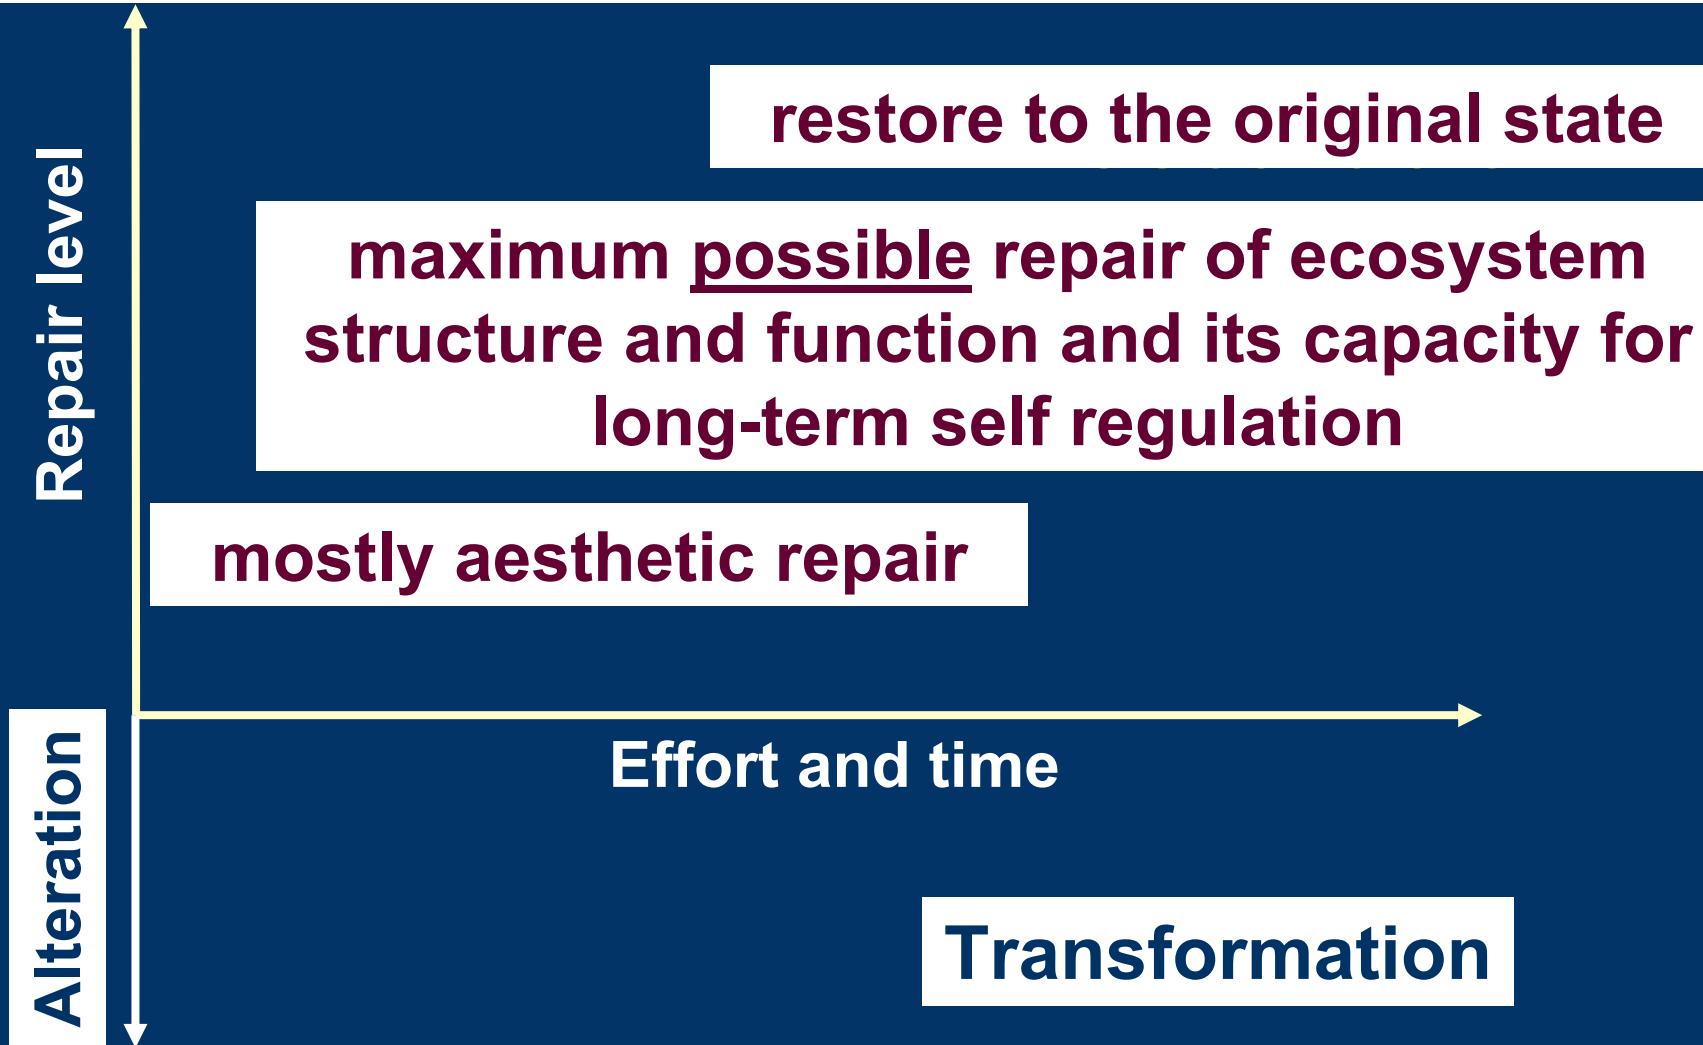 Repair level
restore to the original state
maximum possible repair of ecosystem
structure and function and its capacity for
long-term self regulation
mostly aesthetic repair
Effort and time
Alteration
Transformation